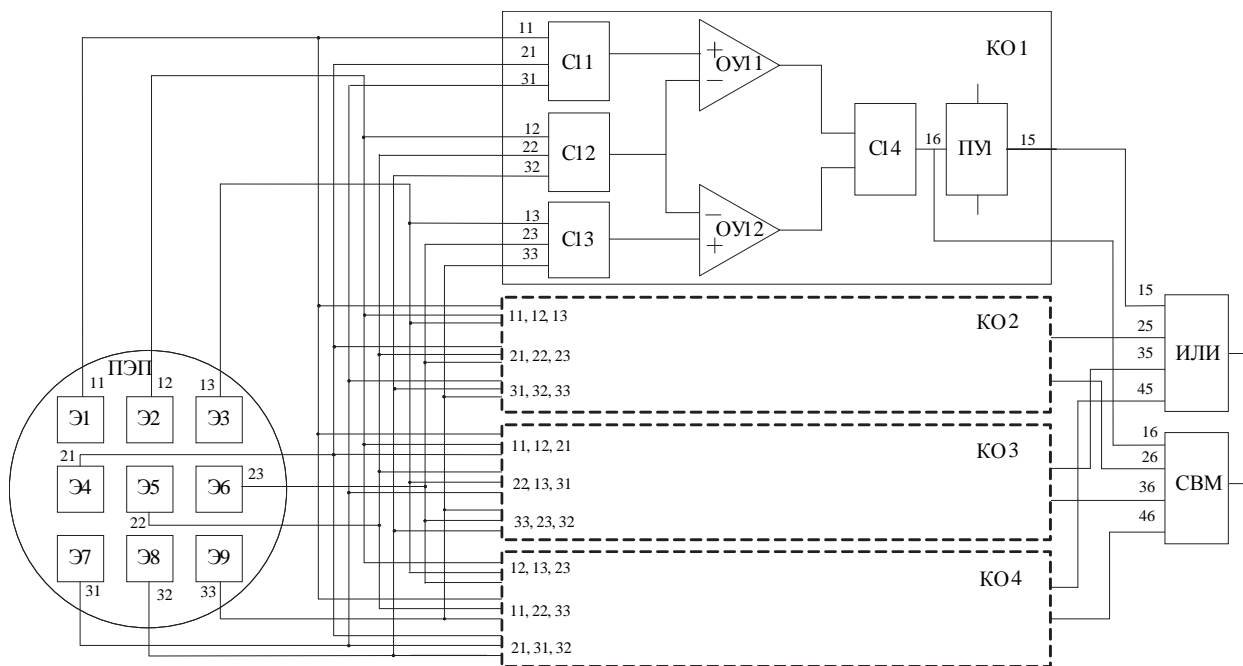 11
21
31
С11
ОУ11
КО1
12
22
32
С12
С14
16
ПУ1
15
13
23
33
С13
ОУ12
11, 12, 13
КО2
21, 22, 23
31, 32, 33
15
25
35
45
ИЛИ
ПЭП
11
12
13
Э1
Э2
Э3
21
23
Э4
Э5
Э6
22
Э7
Э8
Э9
31
32
33
11, 12, 21
КО3
22, 13, 31
33, 23, 32
16
26
36
46
СВМ
12, 13, 23
КО4
11, 22, 33
21, 31, 32